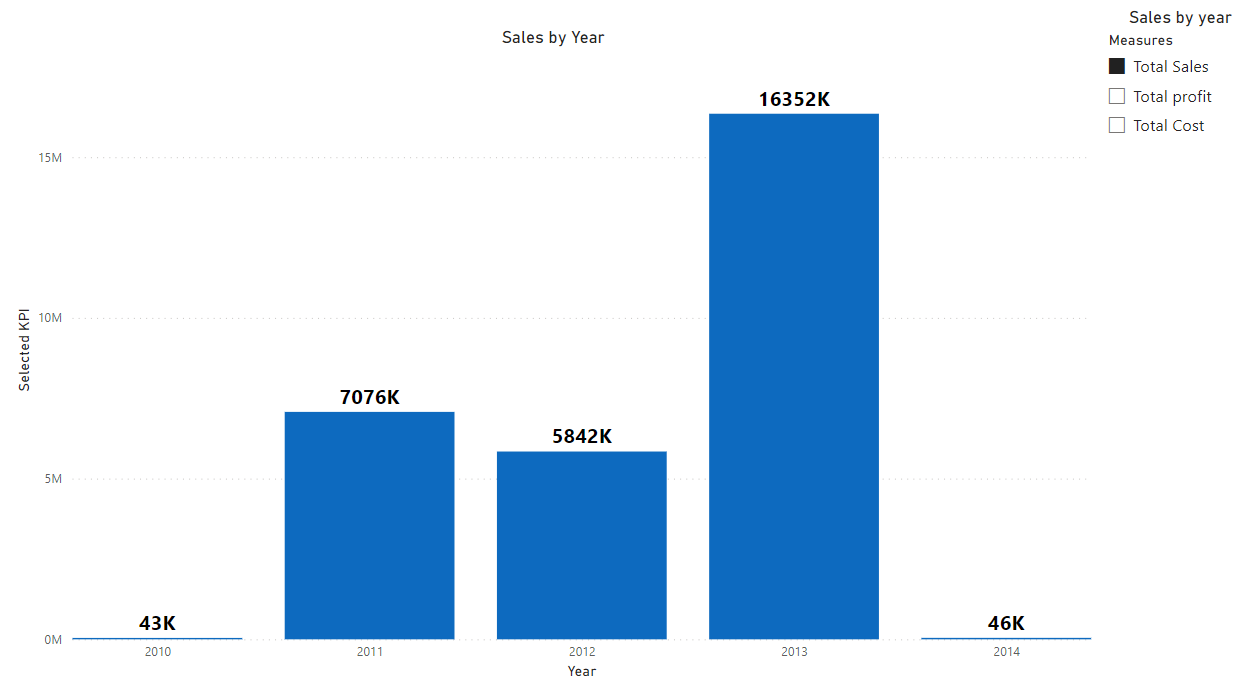 Sales by Year
Sales by year
Measures
Total Sales
Total profit
Total Cost
Selected KPI
15M
10M
5M
0M
43K
7076K
5842K
16352K
46K
2010
2011
2012
2013
2014
Year